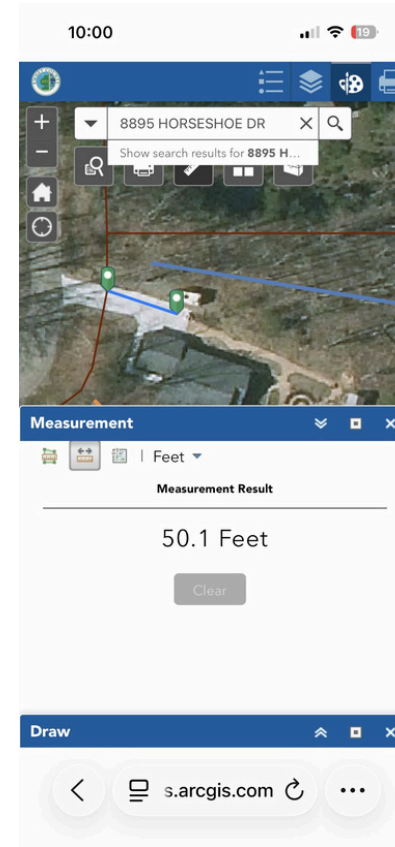 10:00
19
8895 HORSESHOE DR
Show search results for 8895 H...
Measurement
Feet
Measurement Result
50.1 Feet
Clear
Draw
s.arcgis.com